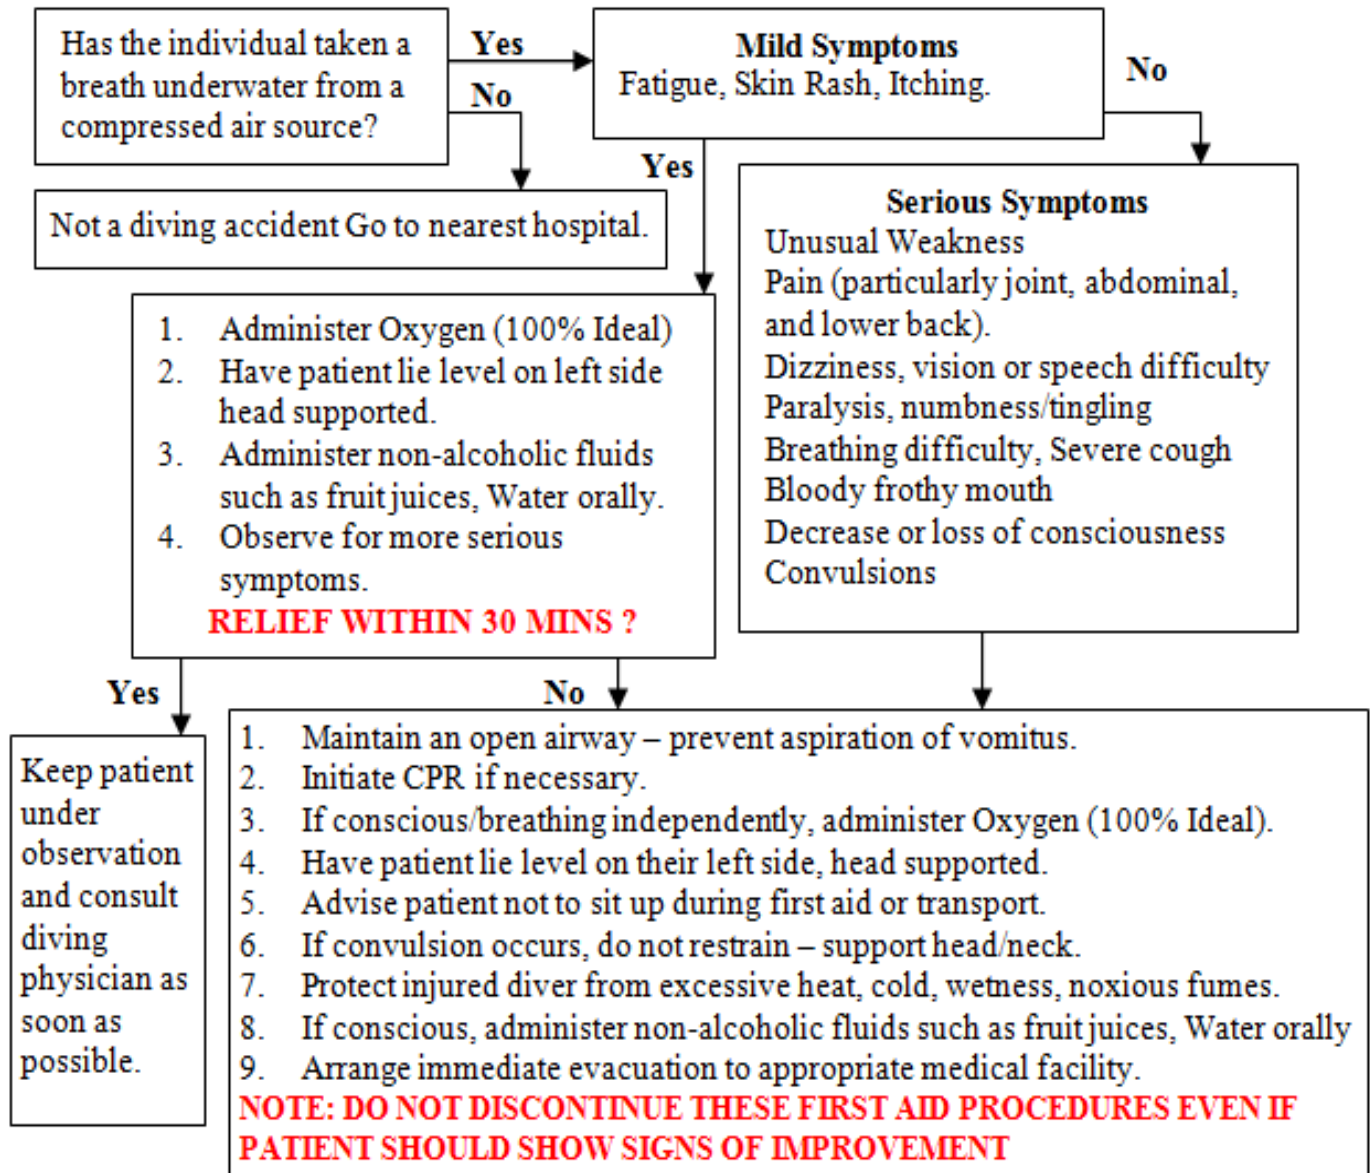 Has the individual taken a
breath underwater from a
compressed air source?
Yes
No
Mild Symptoms
Fatigue, Skin Rash, Itching.
No
Yes
Not a diving accident Go to nearest hospital.
Serious Symptoms
Unusual Weakness
Pain (particularly joint, abdominal,
and lower back).
Dizziness, vision or speech difficulty
Paralysis, numbness/tingling
Breathing difficulty, Severe cough
Bloody frothy mouth
Decrease or loss of consciousness
Convulsions
1. Administer Oxygen (100% Ideal)
2. Have patient lie level on left side
head supported.
3. Administer non-alcoholic fluids
such as fruit juices, Water orally.
4. Observe for more serious
symptoms.
RELIEF WITHIN 30 MINS ?
Yes
No
Keep patient
under
observation
and consult
diving
physician as
soon as
possible.
1. Maintain an open airway – prevent aspiration of vomitus.
2. Initiate CPR if necessary.
3. If conscious/breathing independently, administer Oxygen (100% Ideal).
4. Have patient lie level on their left side, head supported.
5. Advise patient not to sit up during first aid or transport.
6. If convulsion occurs, do not restrain – support head/neck.
7. Protect injured diver from excessive heat, cold, wetness, noxious fumes.
8. If conscious, administer non-alcoholic fluids such as fruit juices, Water orally
9. Arrange immediate evacuation to appropriate medical facility.
NOTE: DO NOT DISCONTINUE THESE FIRST AID PROCEDURES EVEN IF
PATIENT SHOULD SHOW SIGNS OF IMPROVEMENT